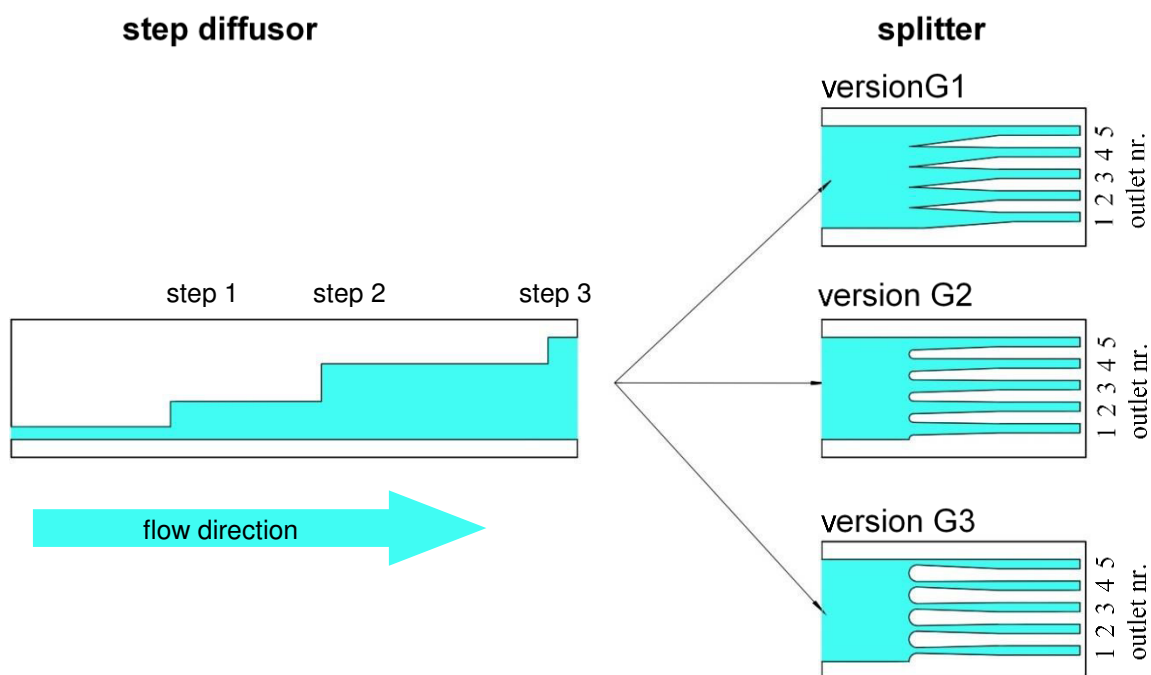 step diffusor
splitter
versionG1
1 2 3 4 5
outlet nr.
step 1
step 2
step 3
version G2
1 2 3 4 5
outlet nr.
flow direction
version G3
1 2 3 4 5
outlet nr.